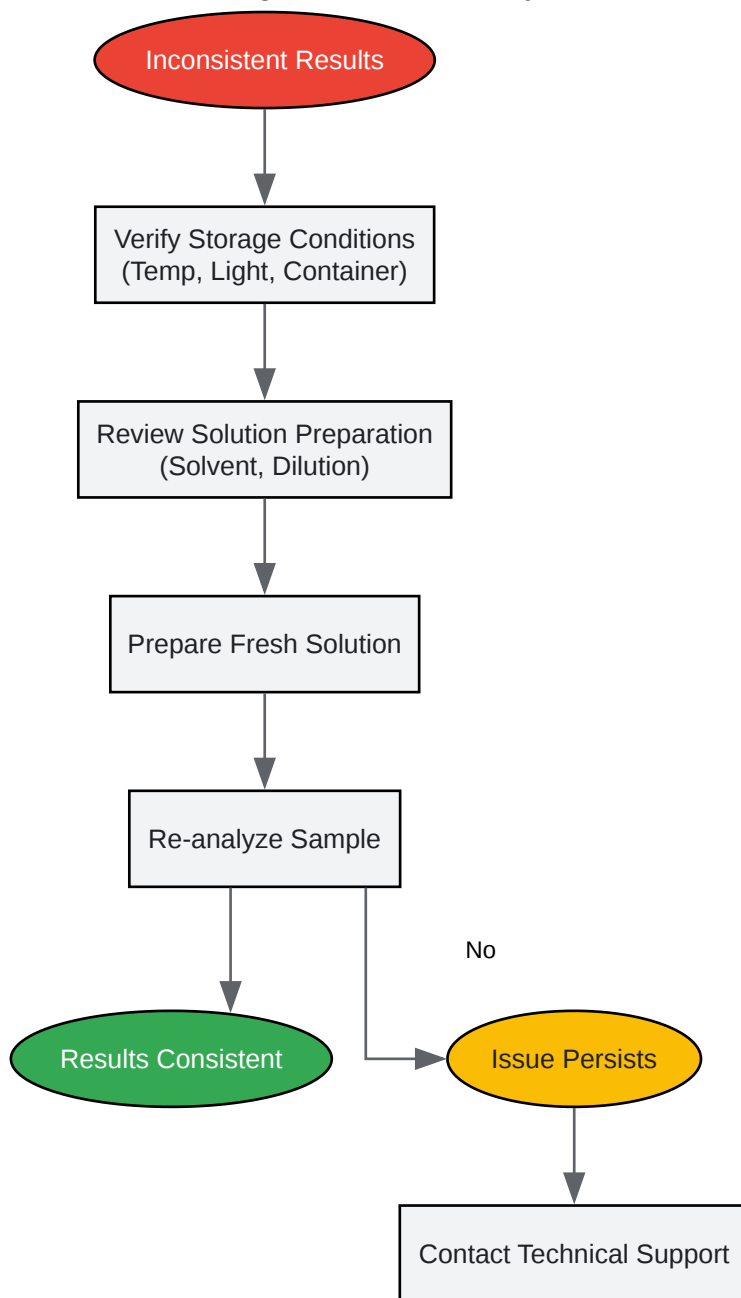 Inconsistent Results
Verify Storage Conditions
(Temp, Light, Container)
Review Solution Preparation
(Solvent, Dilution)
Prepare Fresh Solution
Re-analyze Sample
No
Results Consistent
Issue Persists
Contact Technical Support